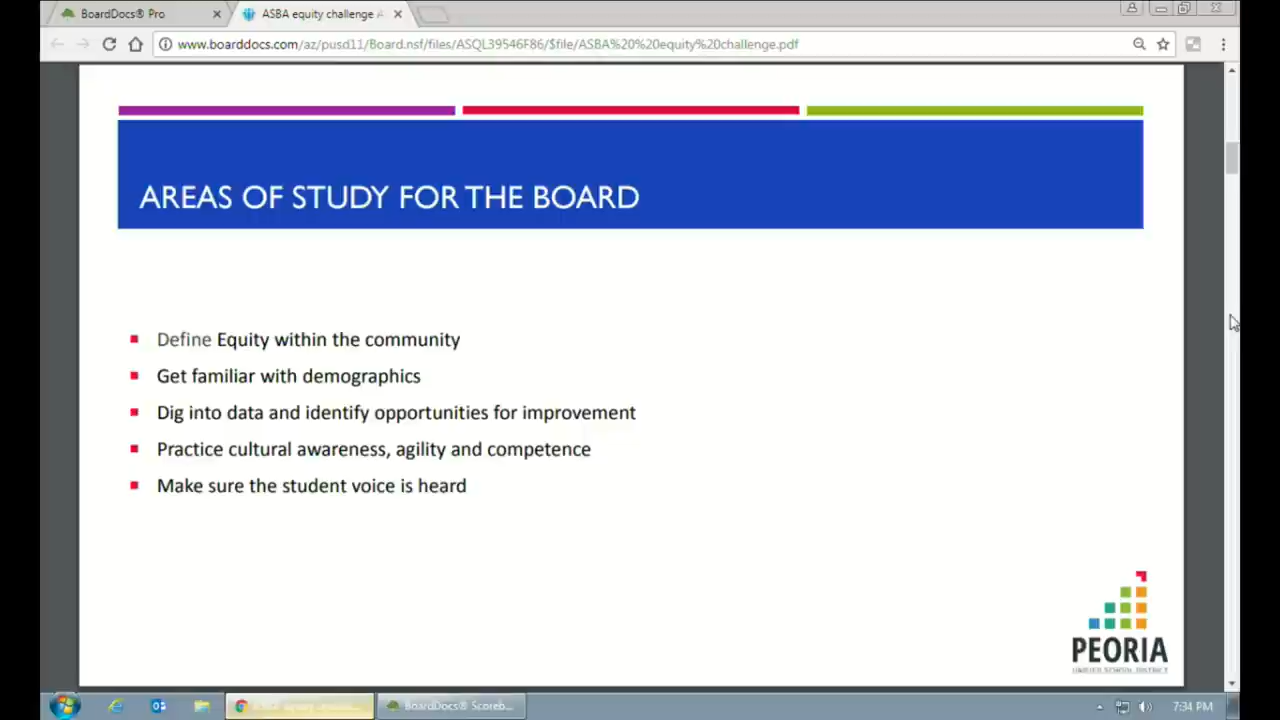 BoardDocs® Pro
ASBA equity challenge
www.boarddocs.com/az/pusd11/Board.nsf/files/ASQL39546F86/$file/ASBA%20%20equity%20challenge.pdf
AREAS OF STUDY FOR THE BOARD
Define Equity within the community
Get familiar with demographics
Dig into data and identify opportunities for improvement
Practice cultural awareness, agility and competence
Make sure the student voice is heard
PEORIA
UNIFIED SCHOOL DISTRICT
BoardDocs® Scoreb...
7:34 PM